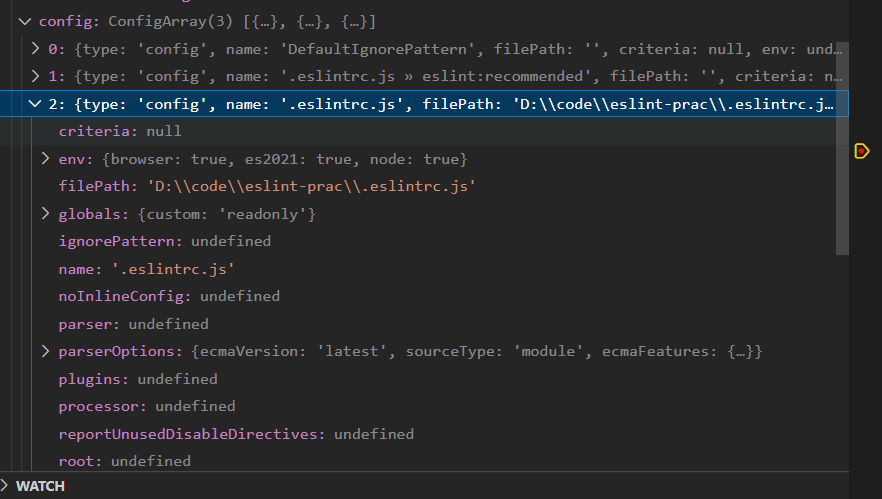 config: ConfigArray(3) [{…}, {…}, {…}]
0: {type: 'config', name: 'DefaultIgnorePattern', filePath: '', criteria: null, env: und…
1: {type: 'config', name: '.eslintrc.js » eslint:recommended', filePath: '', criteria: n…
2: {type: 'config', name: '.eslintrc.js', filePath: 'D:\\code\\eslint-prac\\.eslintrc.j…
criteria: null
env: {browser: true, es2021: true, node: true}
filePath: 'D:\\code\\eslint-prac\\.eslintrc.js'
globals: {custom: 'readonly'}
ignorePattern: undefined
name: '.eslintrc.js'
noInlineConfig: undefined
parser: undefined
parserOptions: {ecmaVersion: 'latest', sourceType: 'module', ecmaFeatures: {…}}
plugins: undefined
processor: undefined
reportUnusedDisableDirectives: undefined
root: undefined
WATCH